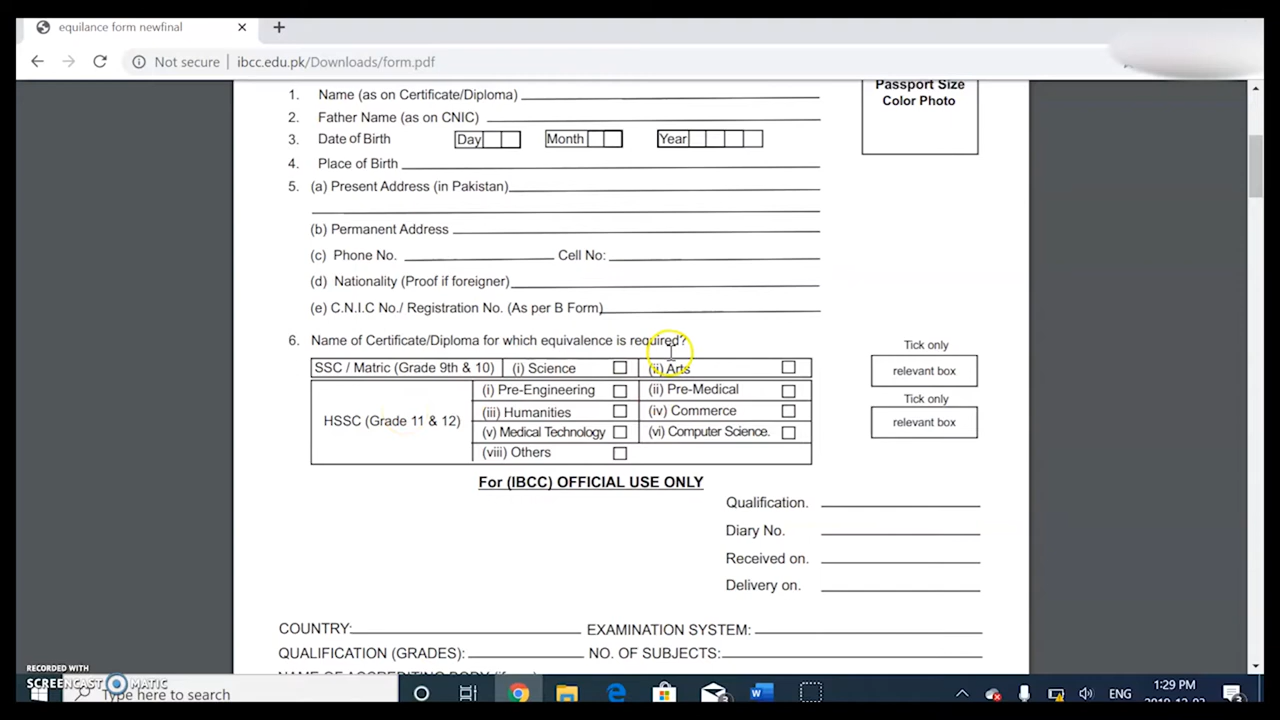 equilance form newfinal
Not secure ibcc.edu.pk/Downloads/form.pdf
Passport Size
Color Photo
1. Name (as on Certificate/Diploma)
2. Father Name (as on CNIC)
3. Date of Birth Day Month Year
4. Place of Birth
5. (a) Present Address (in Pakistan)
(b) Permanent Address
(c) Phone No. Cell No:
(d) Nationality (Proof if foreigner)
(e) C.N.I.C No./ Registration No. (As per B Form)
6. Name of Certificate/Diploma for which equivalence is required?
SSC / Matric (Grade 9th & 10) (i) Science (ii) Arts
HSSC (Grade 11 & 12)
(i) Pre-Engineering (ii) Pre-Medical
(iii) Humanities (iv) Commerce
(v) Medical Technology (vi) Computer Science.
(viii) Others
Tick only
relevant box
Tick only
relevant box
For (IBCC) OFFICIAL USE ONLY
Qualification.
Diary No.
Received on.
Delivery on.
COUNTRY: EXAMINATION SYSTEM:
QUALIFICATION (GRADES): NO. OF SUBJECTS:
NAME OF ACCREDITING BODY (if
RECORDED WITH
SCREENCAST MATIC
Type here to search
ENG
1:29 PM